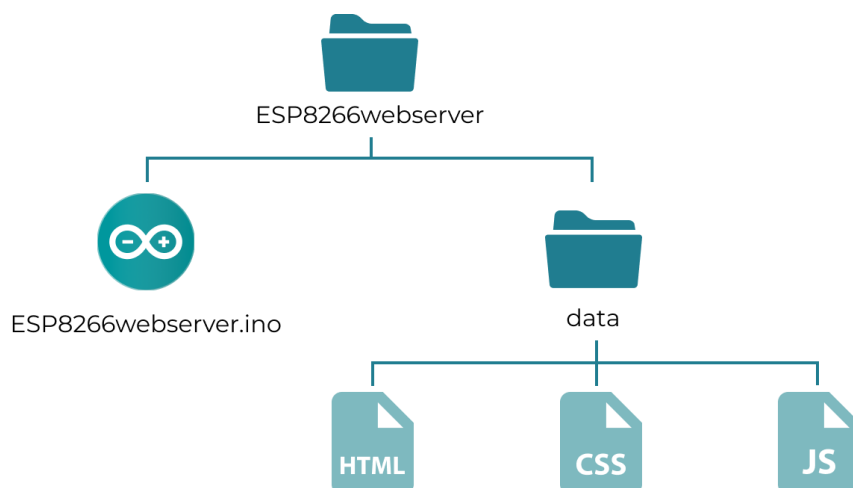 ESP8266webserver
ESP8266webserver.ino
data
HTML
CSS
JS